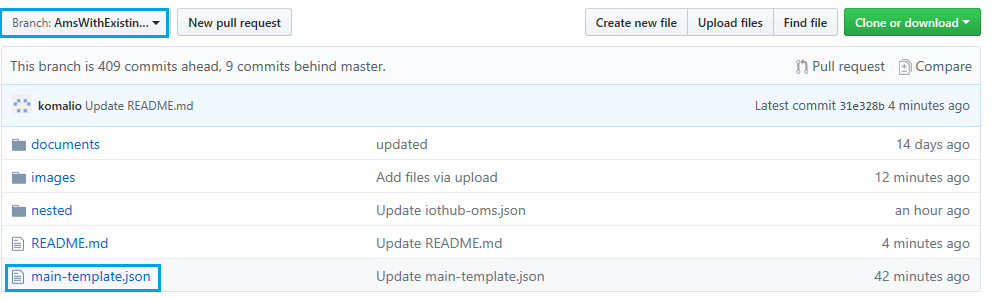 Branch: AmsWithExistin... New pull request Create new file Upload files Find file Clone or download
This branch is 409 commits ahead, 9 commits behind master. Pull request Compare
komalio Update README.md Latest commit 31e328b 4 minutes ago
documents updated 14 days ago
images Add files via upload 12 minutes ago
nested Update iothub-oms.json an hour ago
README.md Update README.md 4 minutes ago
main-template.json Update main-template.json 42 minutes ago